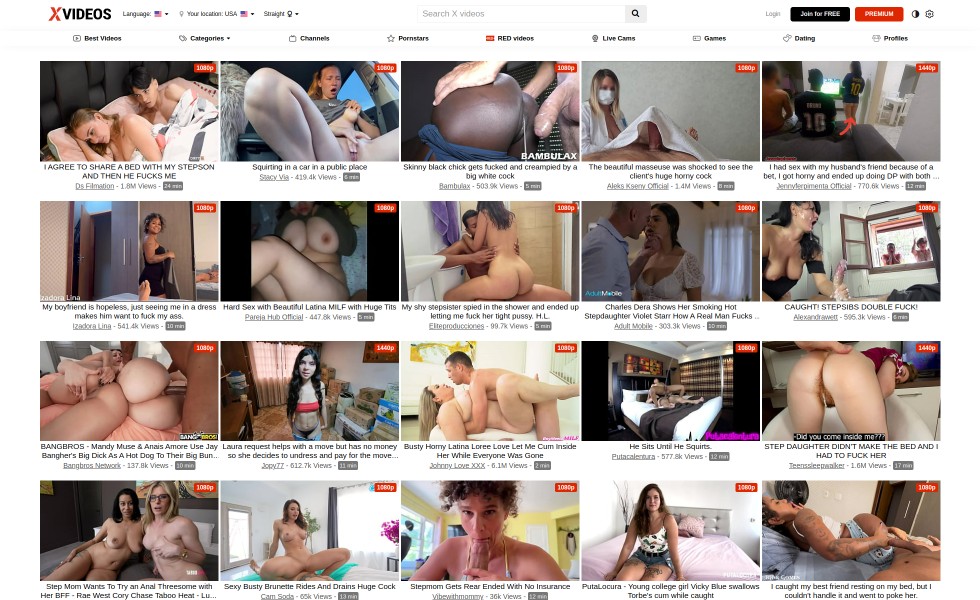 XVIDEOS
Language:
Your location: USA
Straight
Search X videos
Login
Join for FREE
PREMIUM
Best Videos
Categories
Channels
Pornstars
RED videos
Live Cams
Games
Dating
Profiles
1080p
1080p
1080p
BAMBULAX
1080p
1440p
I AGREE TO SHARE A BED WITH MY STEPSON
AND THEN HE FUCKS ME
Ds Filmation - 1.8M Views - 24 min
Squirting in a car in a public place
Stacy Via - 419.4k Views - 6 min
Skinny black chick gets fucked and creampied by a
big white cock
Bambulax - 503.9k Views - 5 min
The beautiful masseuse was shocked to see the
client's huge horny cock
Aleks Kseny Official - 1.4M Views - 8 min
I had sex with my husband's friend because of a
bet, I got horny and ended up doing DP with both ...
Jennyferpimenta Official - 770.6k Views - 12 min
1080p
Izadora Lina
1080p
1080p
1080p
AdultMobile
1080p
My boyfriend is hopeless, just seeing me in a dress
makes him want to fuck my ass.
Izadora Lina - 541.4k Views - 10 min
Hard Sex with Beautiful Latina MILF with Huge Tits
Pareja Hub Official - 447.8k Views - 5 min
My shy stepsister spied in the shower and ended up
letting me fuck her tight pussy. H.L.
Eliteproducciones - 99.7k Views - 5 min
Charles Dera Shows Her Smoking Hot
Stepdaughter Violet Starr How A Real Man Fucks ...
Adult Mobile - 303.3k Views - 10 min
CAUGHT! STEPSIBS DOUBLE FUCK!
Alexandrawett - 595.3k Views - 6 min
1080p
BANGBROS!
1440p
1080p
1080p
PutaLocura
1440p
-Did you come inside me???
BANGBROS - Mandy Muse & Anais Amore Use Jay
Bangher's Big Dick As A Hot Dog To Their Big Bun...
Bangbros Network - 137.8k Views - 10 min
Laura request helps with a move but has no money
so she decides to undress and pay for the move...
Jopy77 - 612.7k Views - 11 min
Busty Horny Latina Loree Love Let Me Cum Inside
Her While Everyone Was Gone
Johnny Love XXX - 6.1M Views - 2 min
He Sits Until He Squirts.
Putacalentura - 577.8k Views - 12 min
STEP DAUGHTER DIDN'T MAKE THE BED AND I
HAD TO FUCK HER
Teenssleepwalker - 1.6M Views - 17 min
1080p
1080p
1080p
1080p
1080p
Step Mom Wants To Try an Anal Threesome with
Her BFF - Rae West Cory Chase Taboo Heat - Lu...
Sexy Busty Brunette Rides And Drains Huge Cock
Cam Soda - 65k Views - 13 min
Stepmom Gets Rear Ended With No Insurance
Vibewithmommy - 36k Views - 12 min
PutaLocura - Young college girl Vicky Blue swallows
Torbe's cum while caught
I caught my best friend resting on my bed, but I
couldn't handle it and went to poke her.